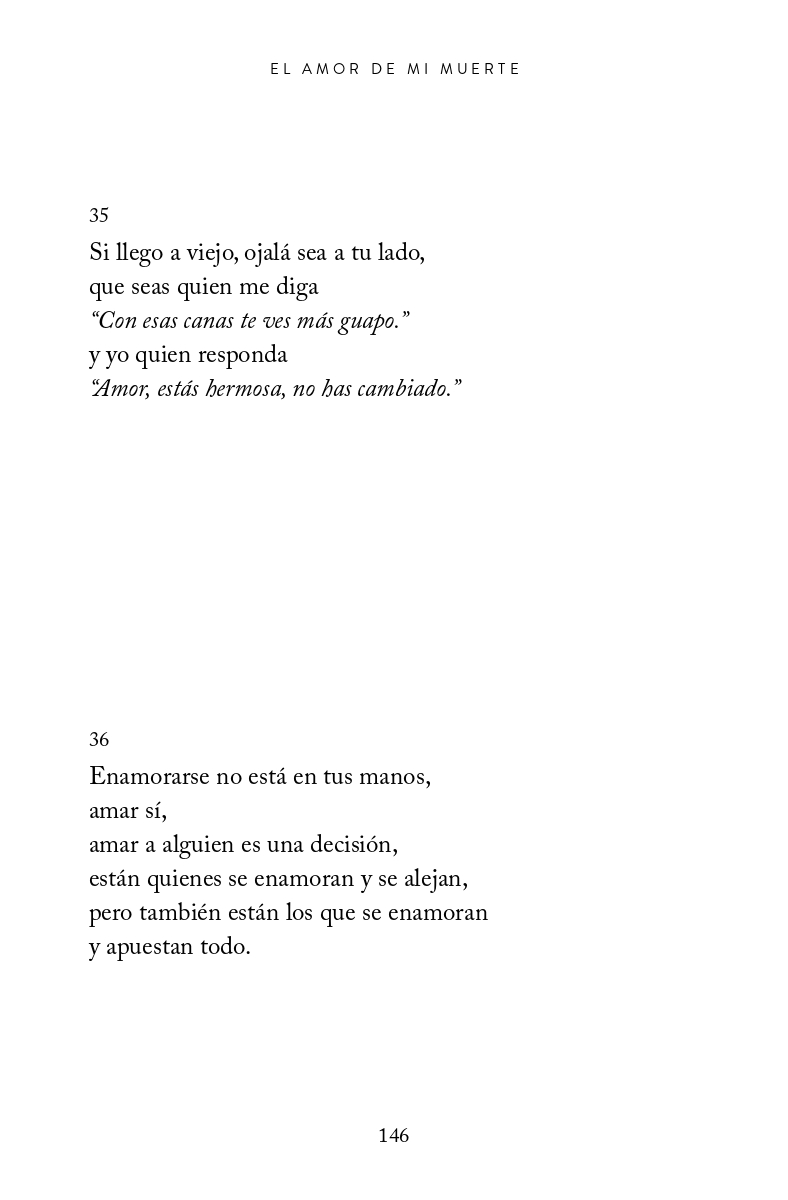 EL AMOR DE MI MUERTE
35
Si llego a viejo, ojalá sea a tu lado,
que seas quien me diga
“Con esas canas te ves más guapo.”
y yo quien responda
“Amor, estás hermosa, no has cambiado.”
36
Enamorarse no está en tus manos,
amar sí,
amar a alguien es una decisión,
están quienes se enamoran y se alejan,
pero también están los que se enamoran
y apuestan todo.
146